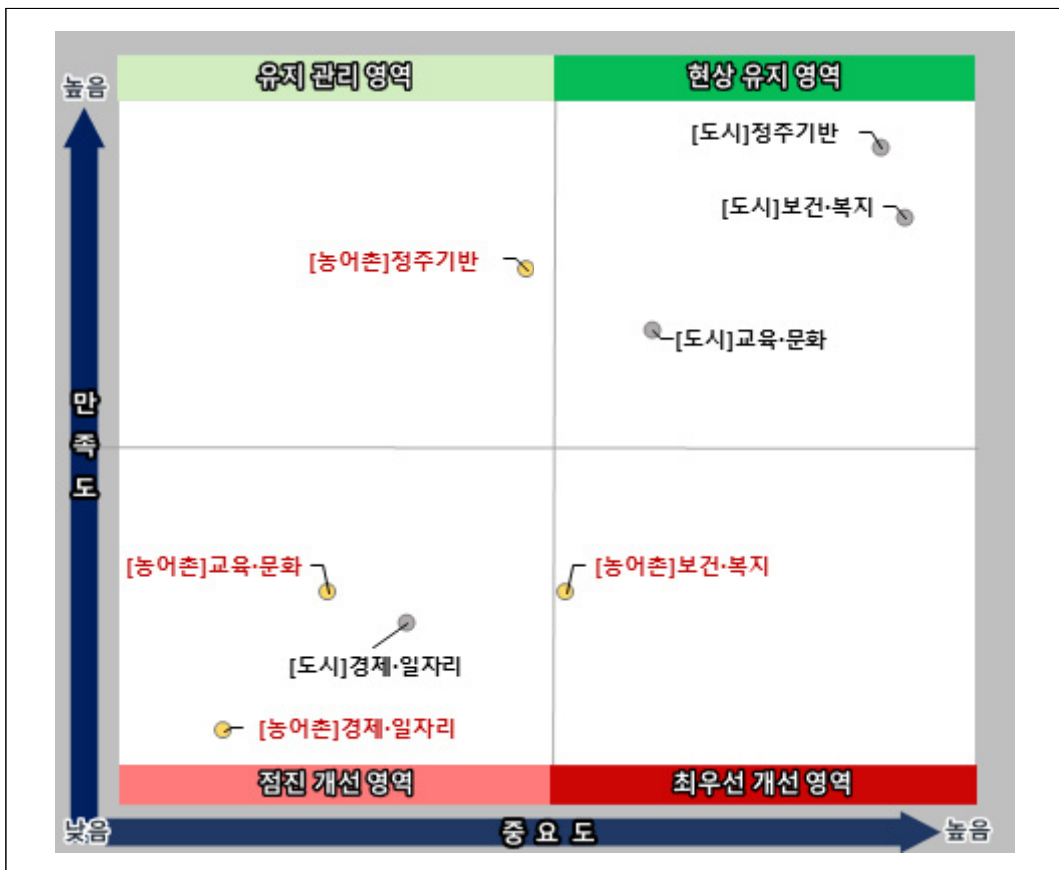 유지 관리 영역
현상 유지 영역
높음
[도시]정주기반
[도시]보건·복지
[농어촌]정주기반
[도시]교육·문화
만족도
[농어촌]교육·문화
[농어촌]보건·복지
[도시]경제·일자리
[농어촌]경제·일자리
점진 개선 영역
최우선 개선 영역
낮음
중요도
높음